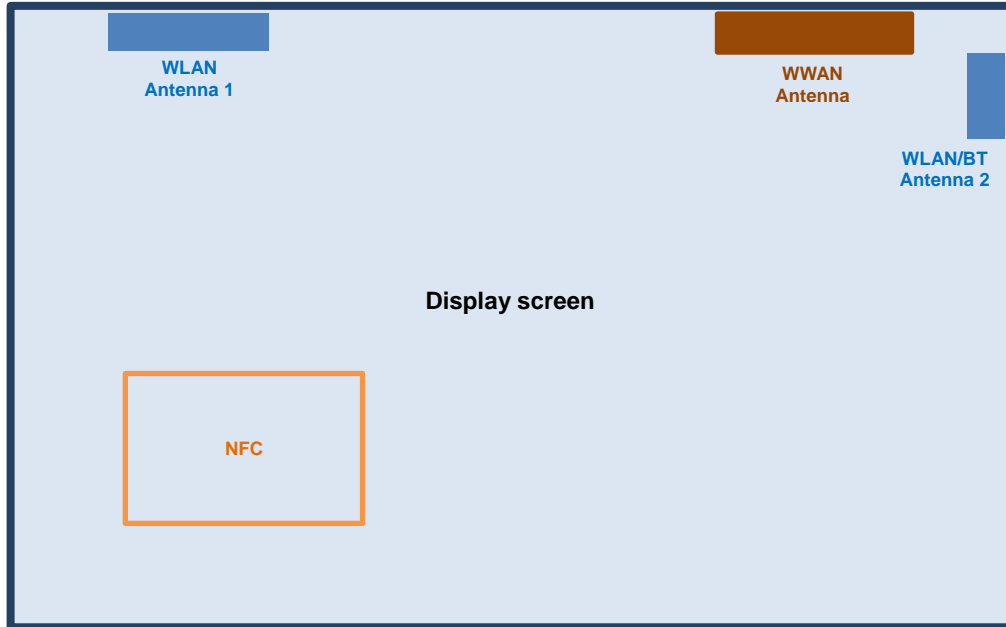 WLAN
Antenna 1
WWAN
Antenna
WLAN/BT
Antenna 2
Display screen
NFC